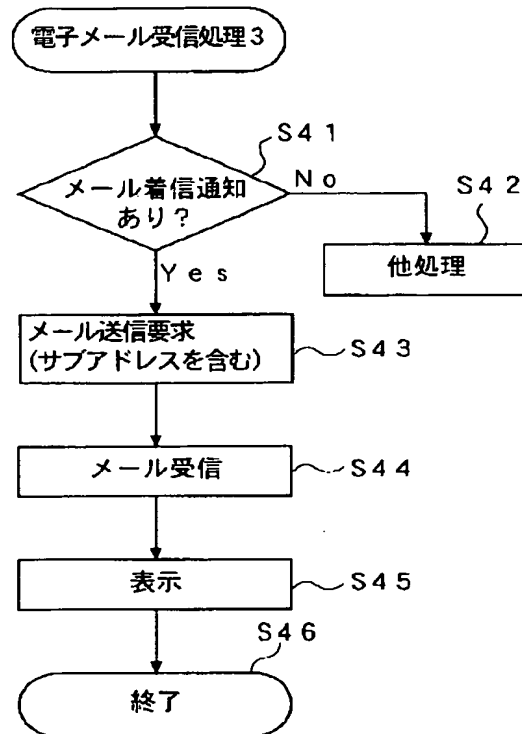 電子メール受信処理3
S41
メール着信通知
あり?
No
S42
他処理
Yes
メール送信要求
(サブアドレスを含む)
S43
メール受信
S44
表示
S45
S46
終了